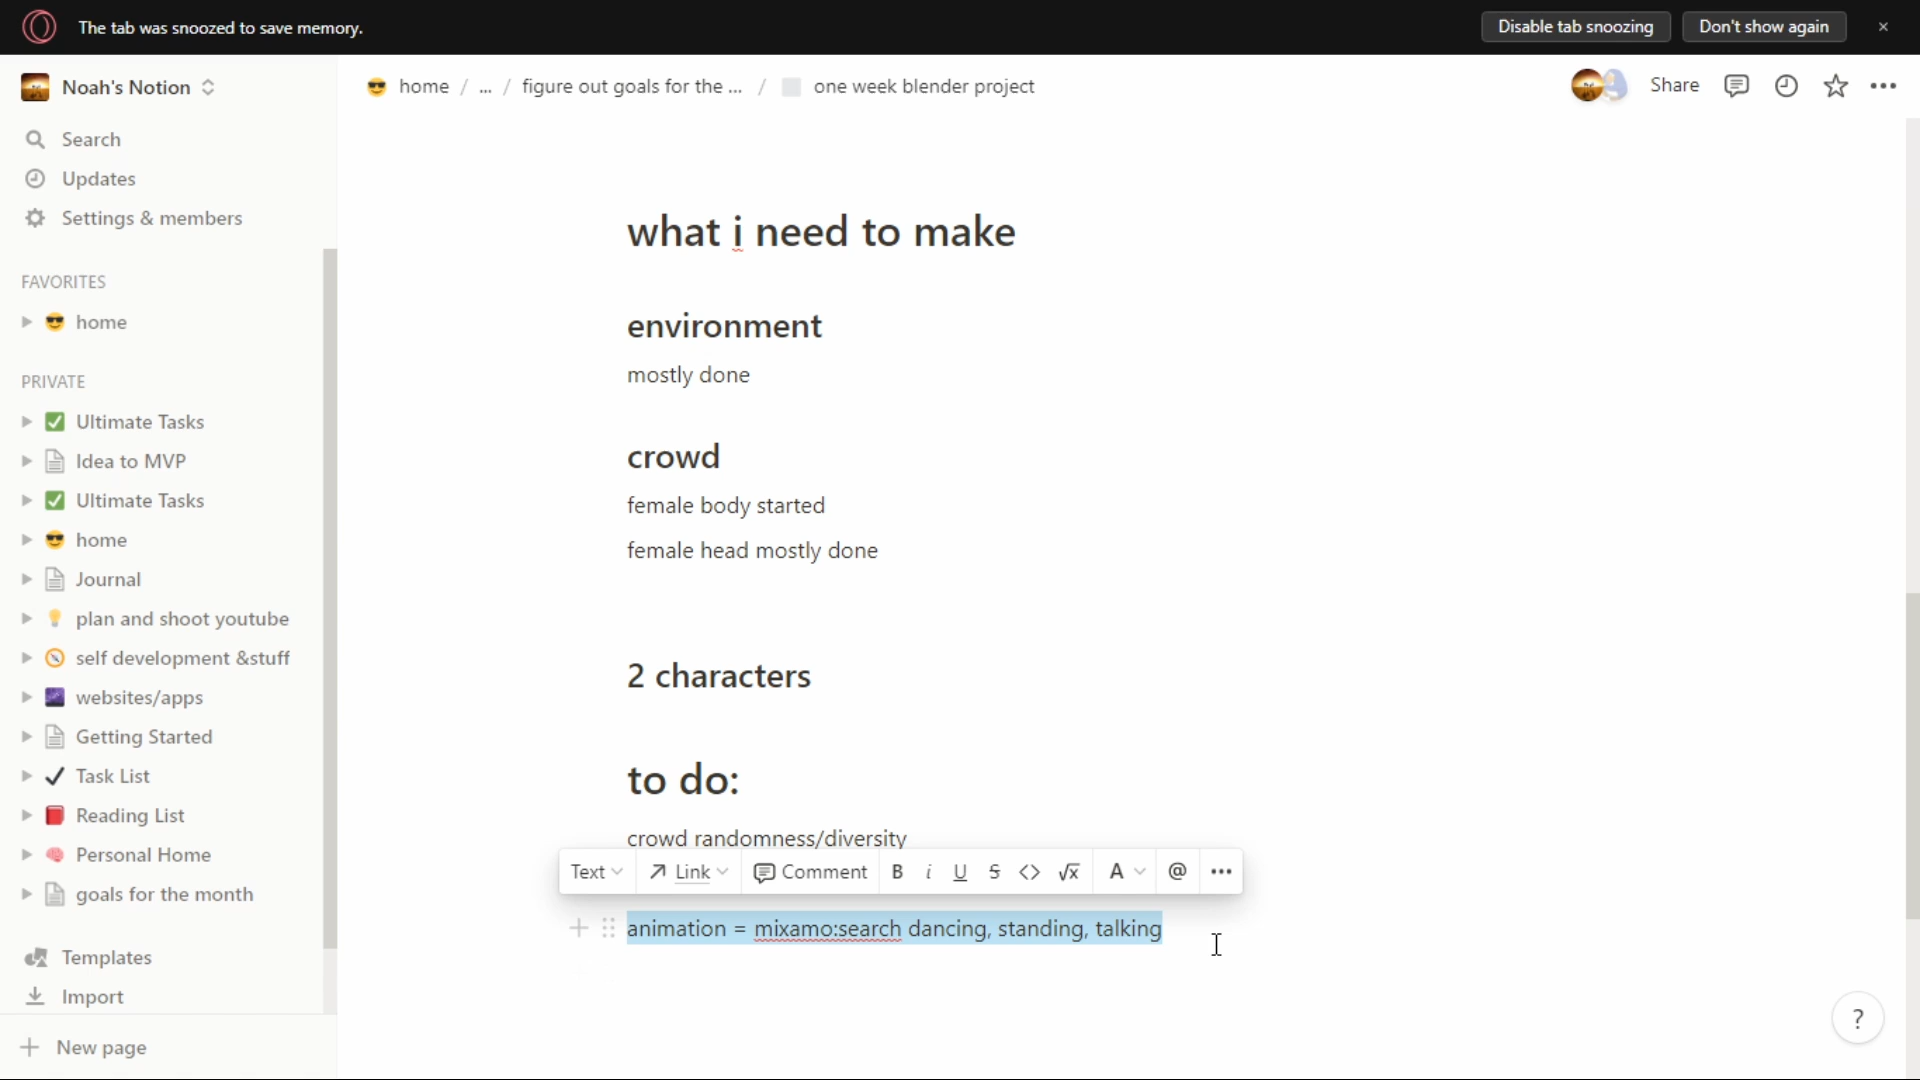 The tab was snoozed to save memory.
Disable tab snoozing
Don't show again
Noah's Notion
home / ... / figure out goals for the ... / one week blender project
Share
Search
Updates
Settings & members
FAVORITES
home
PRIVATE
Ultimate Tasks
Idea to MVP
Ultimate Tasks
home
Journal
plan and shoot youtube
self development &stuff
websites/apps
Getting Started
Task List
Reading List
Personal Home
goals for the month
Templates
Import
New page
what i need to make
environment
mostly done
crowd
female body started
female head mostly done
2 characters
to do:
crowd randomness/diversity
Text Link Comment B i U S <> √x A @ •••
animation = mixamo:search dancing, standing, talking
?